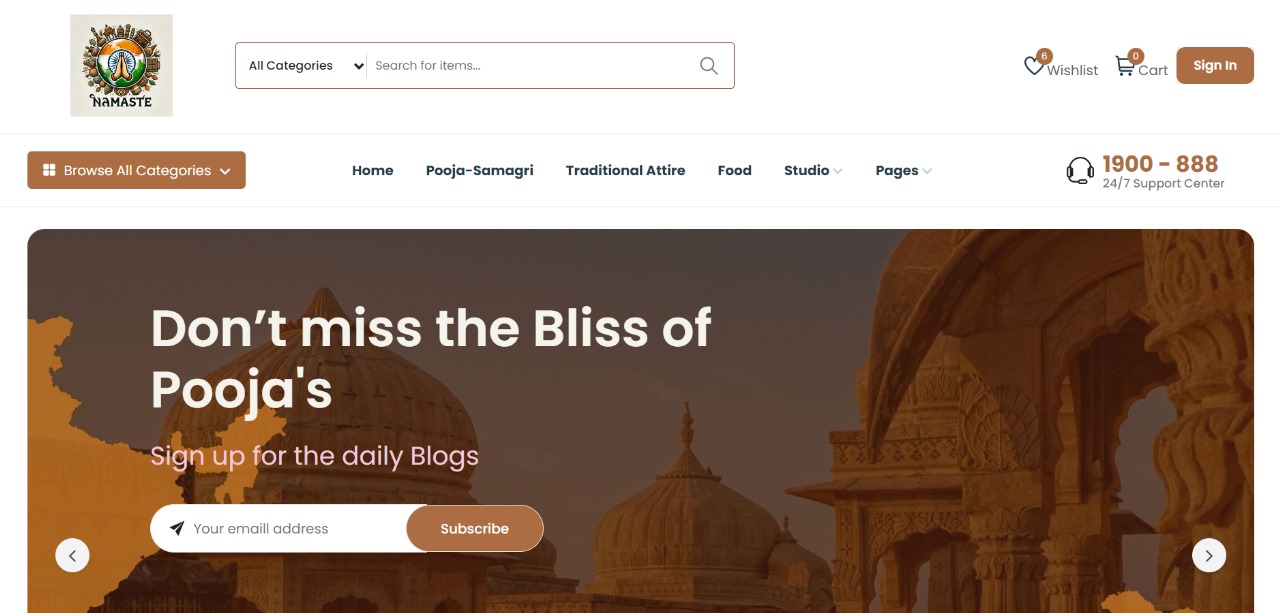 NAMASTE
All Categories
Search for items...
6
Wishlist
0
Cart
Sign In
Browse All Categories
Home
Pooja-Samagri
Traditional Attire
Food
Studio
Pages
1900 - 888
24/7 Support Center
Don’t miss the Bliss of
Pooja's
Sign up for the daily Blogs
Your emaill address
Subscribe